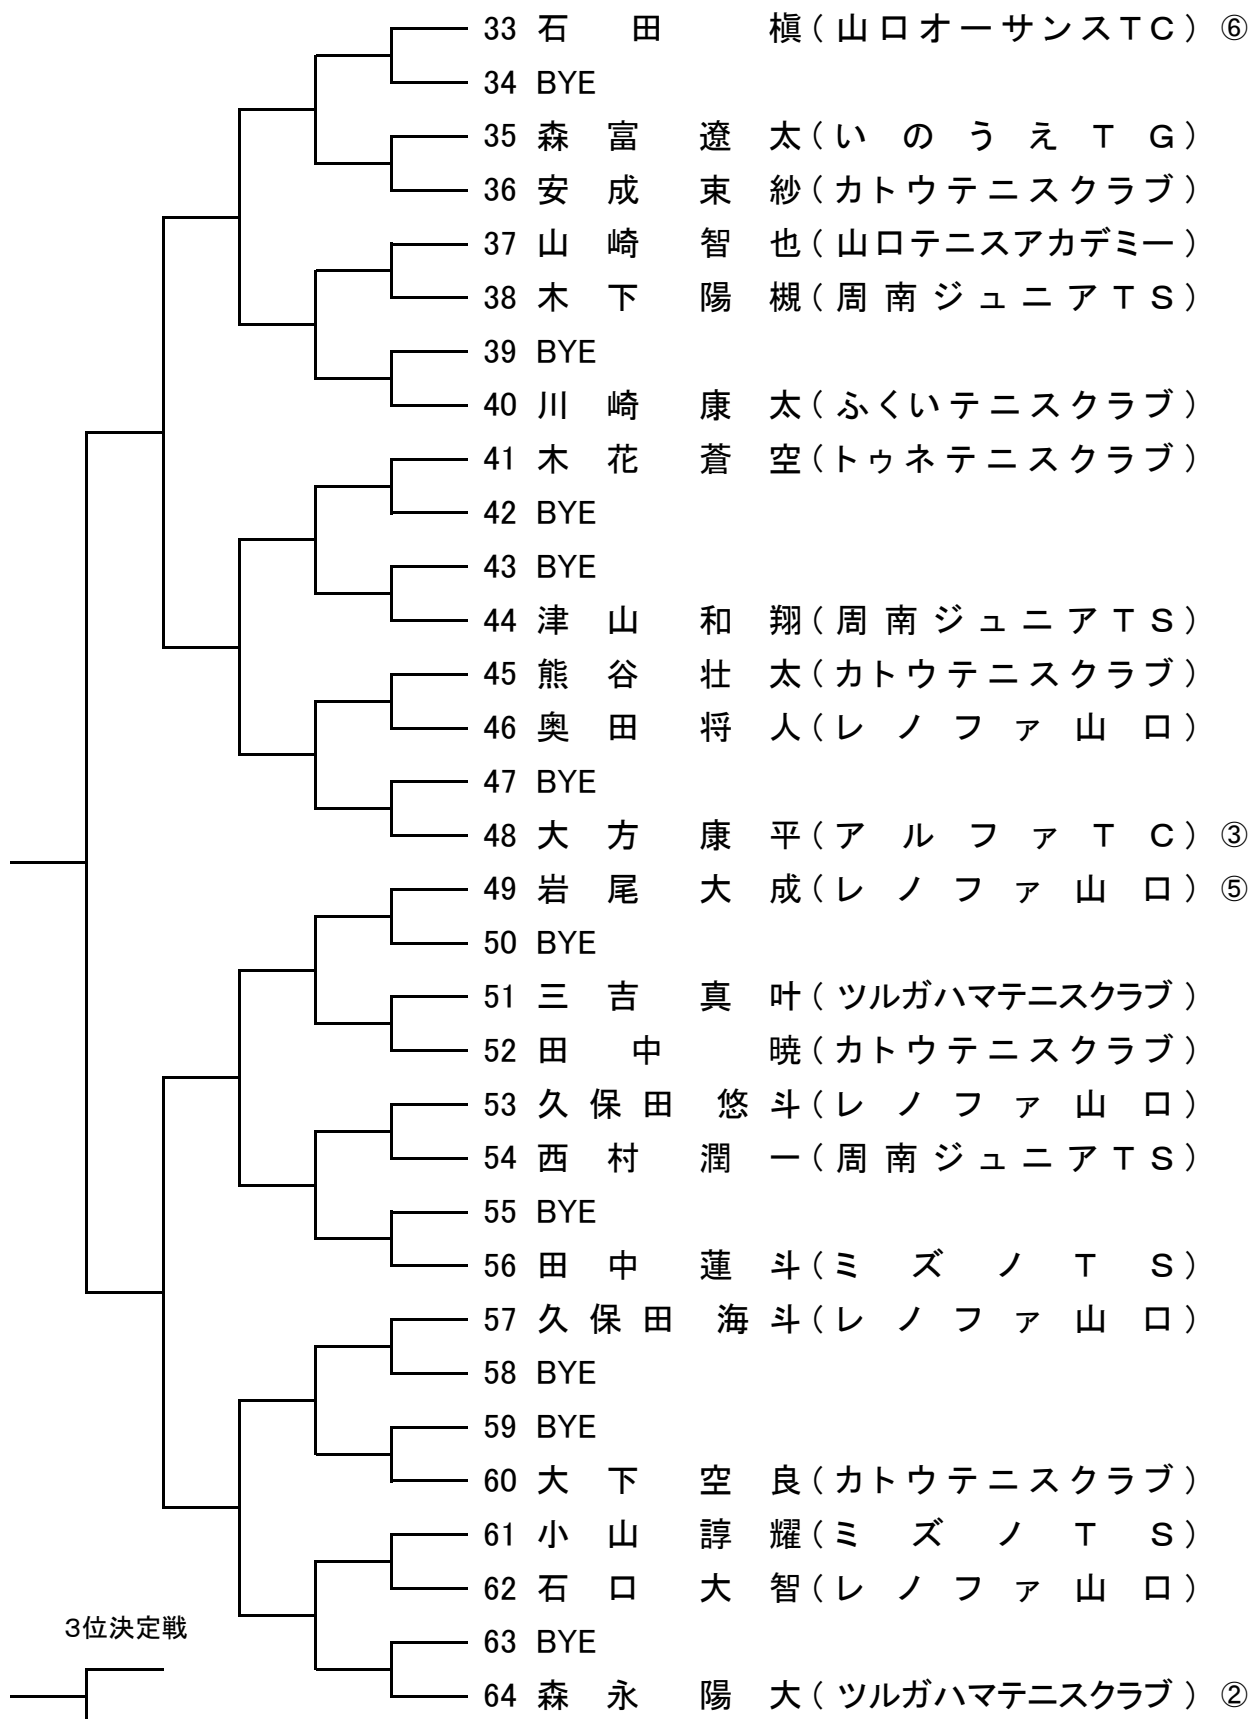 33 石田 槇(山口オーサンスTC) ⑥
34 BYE
35 森富 遼太(いのうえTG)
36 安成 束紗(カトウテニスクラブ)
37 山崎 智也(山口テニスアカデミー)
38 木下 陽槻(周南ジュニアTS)
39 BYE
40 川崎 康太(ふくいテニスクラブ)
41 木花 蒼空(トゥネテニスクラブ)
42 BYE
43 BYE
44 津山 和翔(周南ジュニアTS)
45 熊谷 壮太(カトウテニスクラブ)
46 奥田 将人(レノファ山口)
47 BYE
48 大方 康平(アルファTC) ③
49 岩尾 大成(レノファ山口) ⑤
50 BYE
51 三吉 真叶(ツルガハマテニスクラブ)
52 田中 暁(カトウテニスクラブ)
53 久保田 悠斗(レノファ山口)
54 西村 潤一(周南ジュニアTS)
55 BYE
56 田中 蓮斗(ミズノTS)
57 久保田 海斗(レノファ山口)
58 BYE
59 BYE
60 大下 空良(カトウテニスクラブ)
61 小山 諄耀(ミズノTS)
62 石口 大智(レノファ山口)
3位決定戦
63 BYE
64 森永 陽大(ツルガハマテニスクラブ) ②